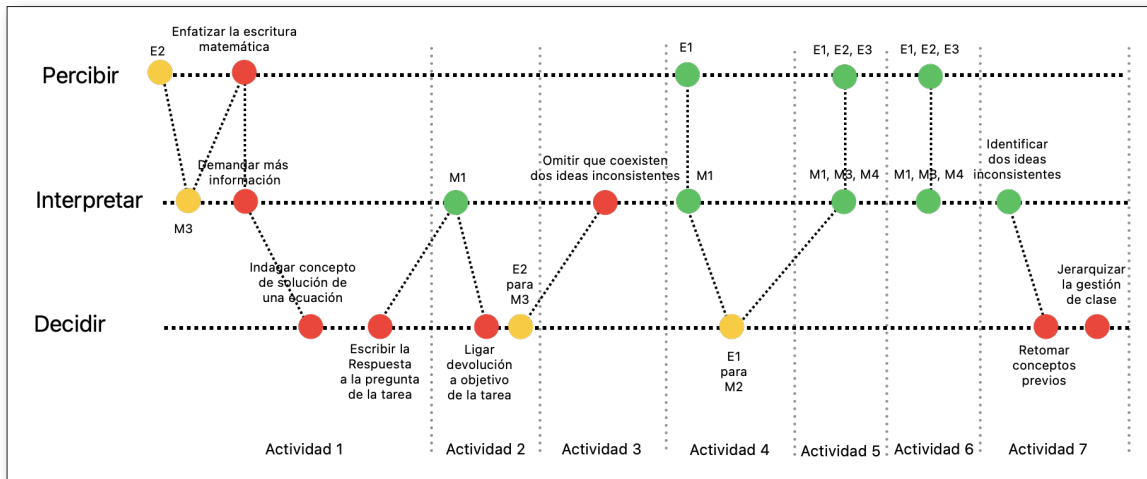 Enfatizar la escritura
matemática
E2
E1
E1, E2, E3
E1, E2, E3
Percibir
Demandar más
información
M1
Omitir que coexisten
dos ideas inconsistentes
M1
M1, M3, M4
M1, M3, M4
Identificar
dos ideas
inconsistentes
Interpretar
M3
Indagar concepto
de solución de
una ecuación
E2
para
M3
Jerarquizar
la gestión
de clase
Decidir
Escribir la
Respuesta
a la pregunta
de la tarea
Ligar
devolución
a objetivo
de la tarea
E1
para
M2
Retomar
conceptos
previos
Actividad 1
Actividad 2
Actividad 3
Actividad 4
Actividad 5
Actividad 6
Actividad 7